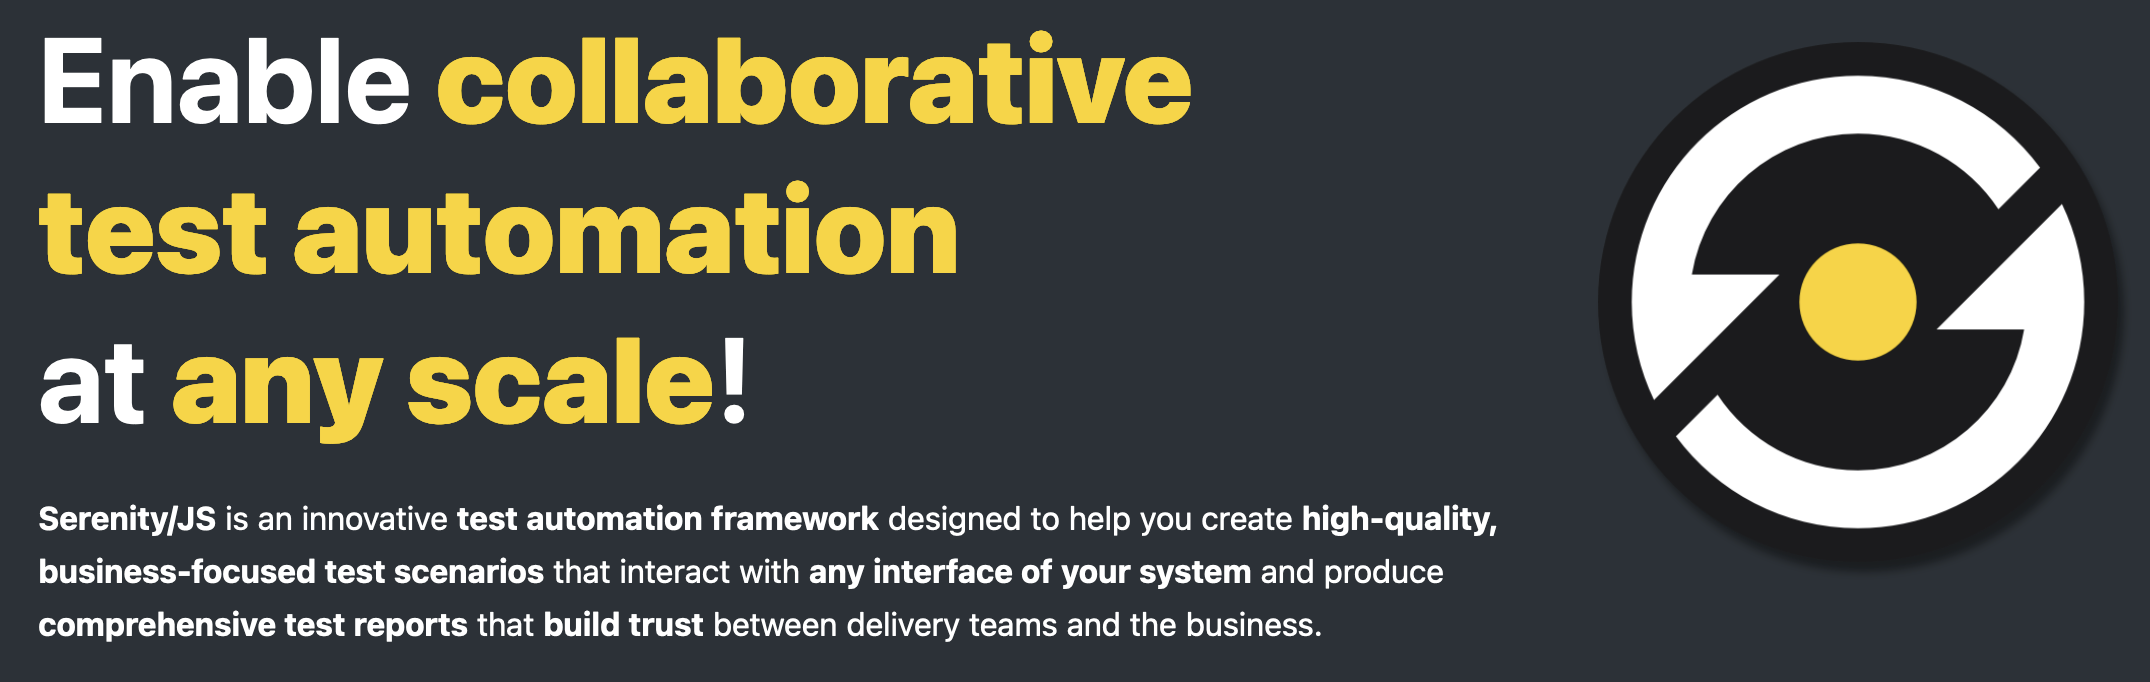 Enable collaborative
test automation
at any scale!
Serenity/JS is an innovative test automation framework designed to help you create high-quality,
business-focused test scenarios that interact with any interface of your system and produce
comprehensive test reports that build trust between delivery teams and the business.